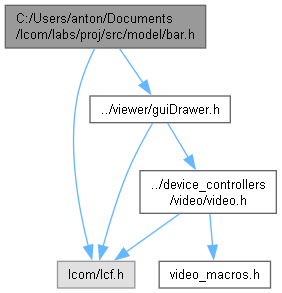 C:/Users/anton/Documents
/lcom/labs/proj/src/model/bar.h
../viewer/guiDrawer.h
../device_controllers
/video/video.h
lcom/lcf.h
video_macros.h